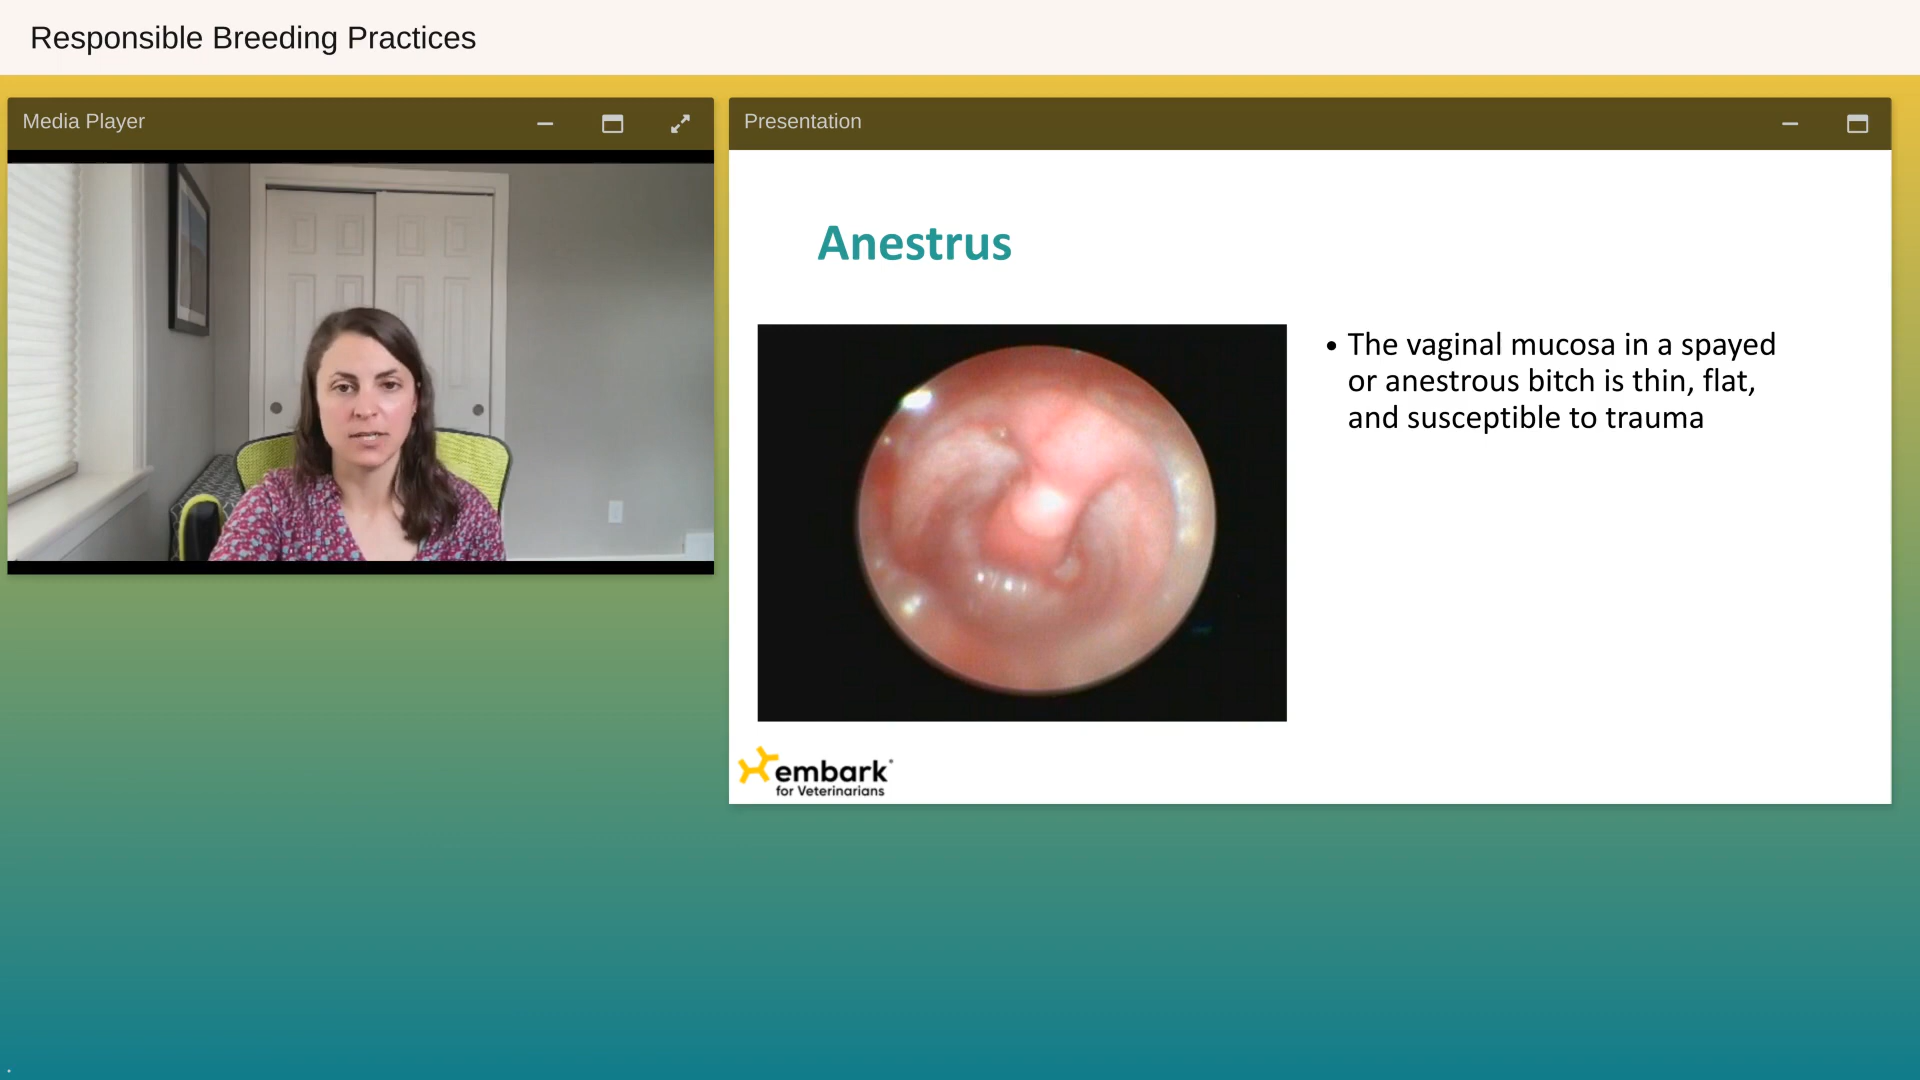 Responsible Breeding Practices
Media Player
Presentation
Anestrus
• The vaginal mucosa in a spayed
or anestrous bitch is thin, flat,
and susceptible to trauma
embark
for Veterinarians